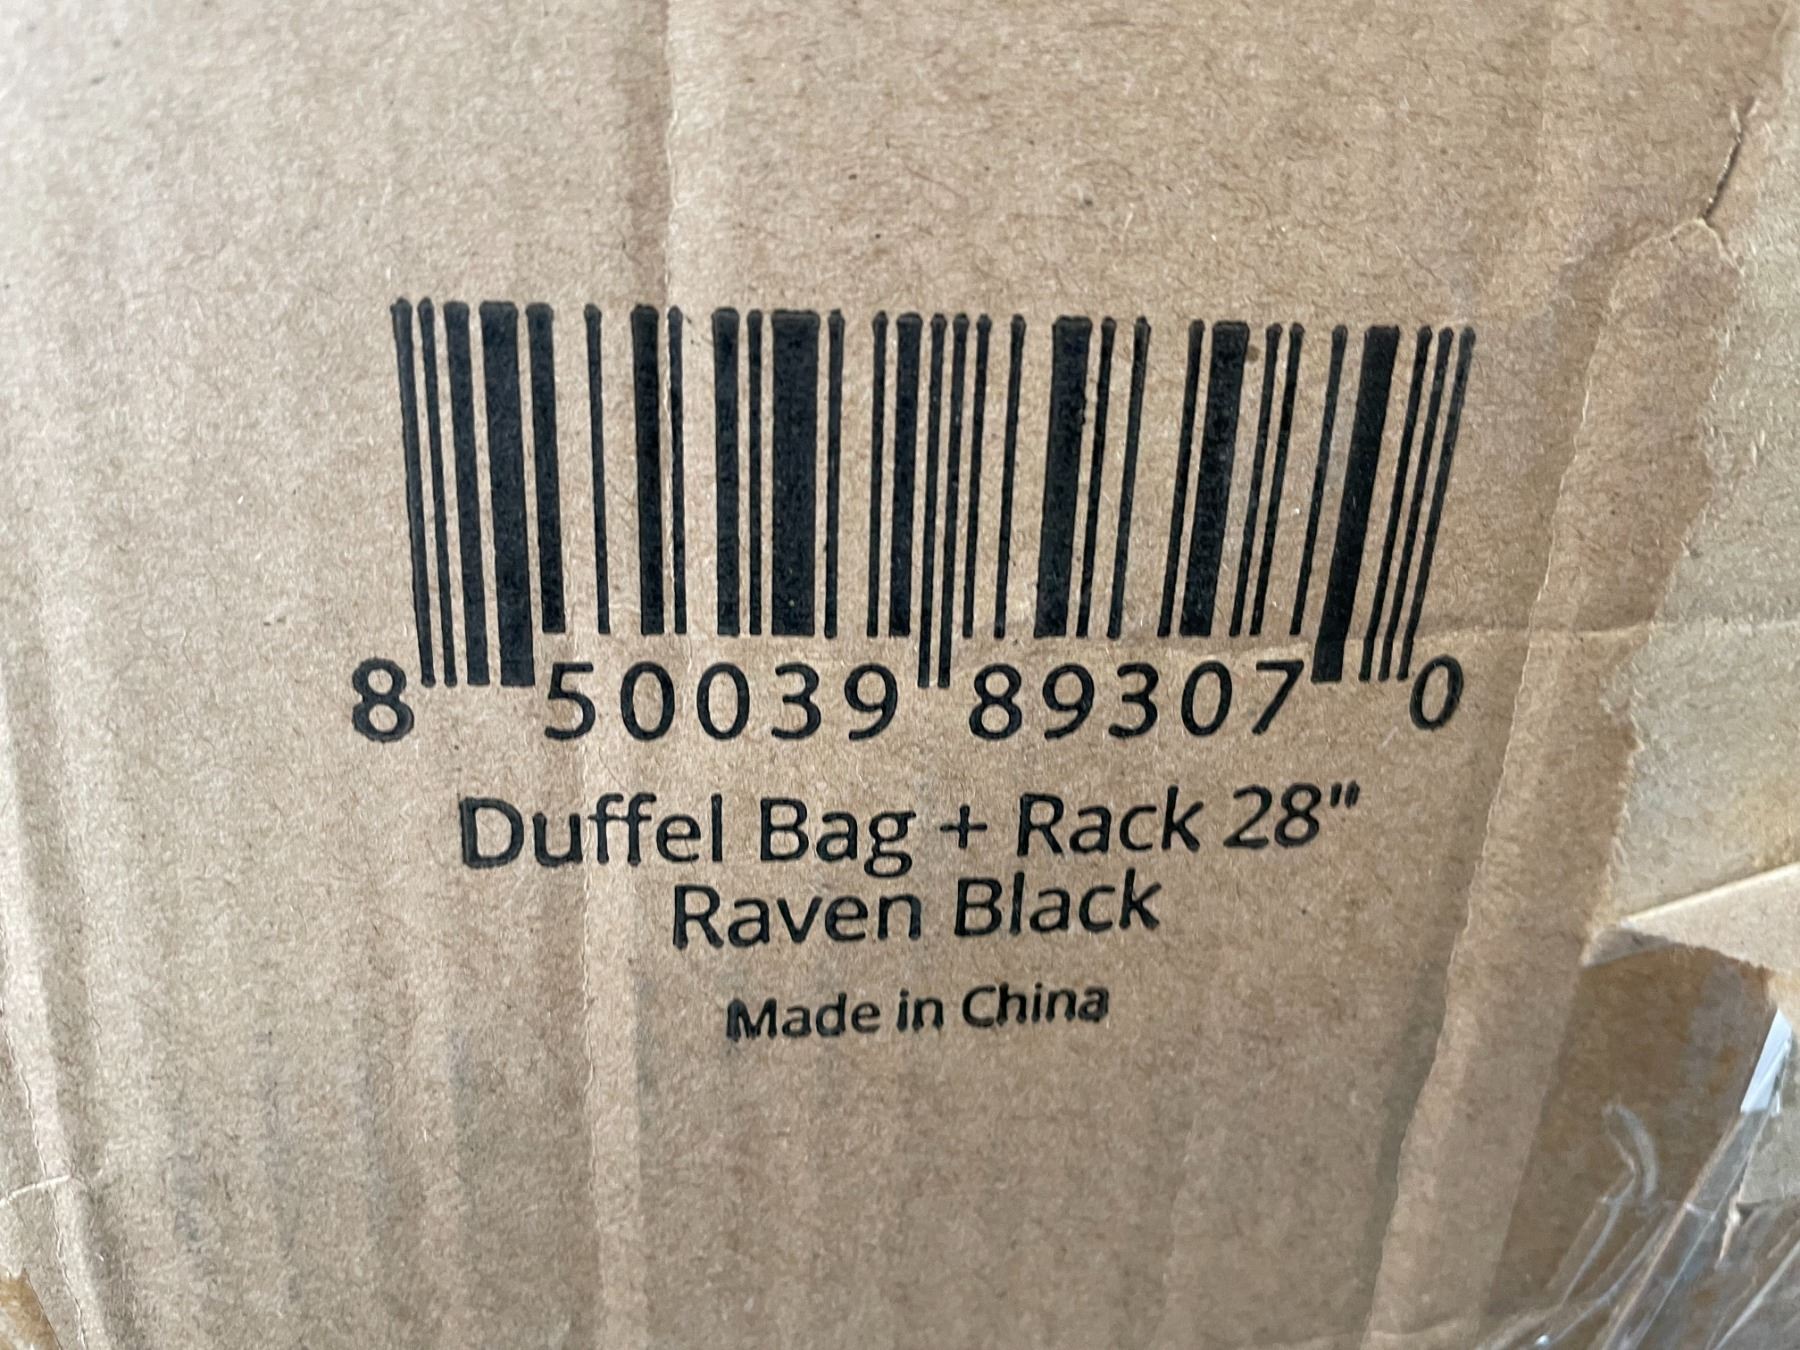 8 50039 89307 0
Duffel Bag + Rack 28"
Raven Black
Made in China